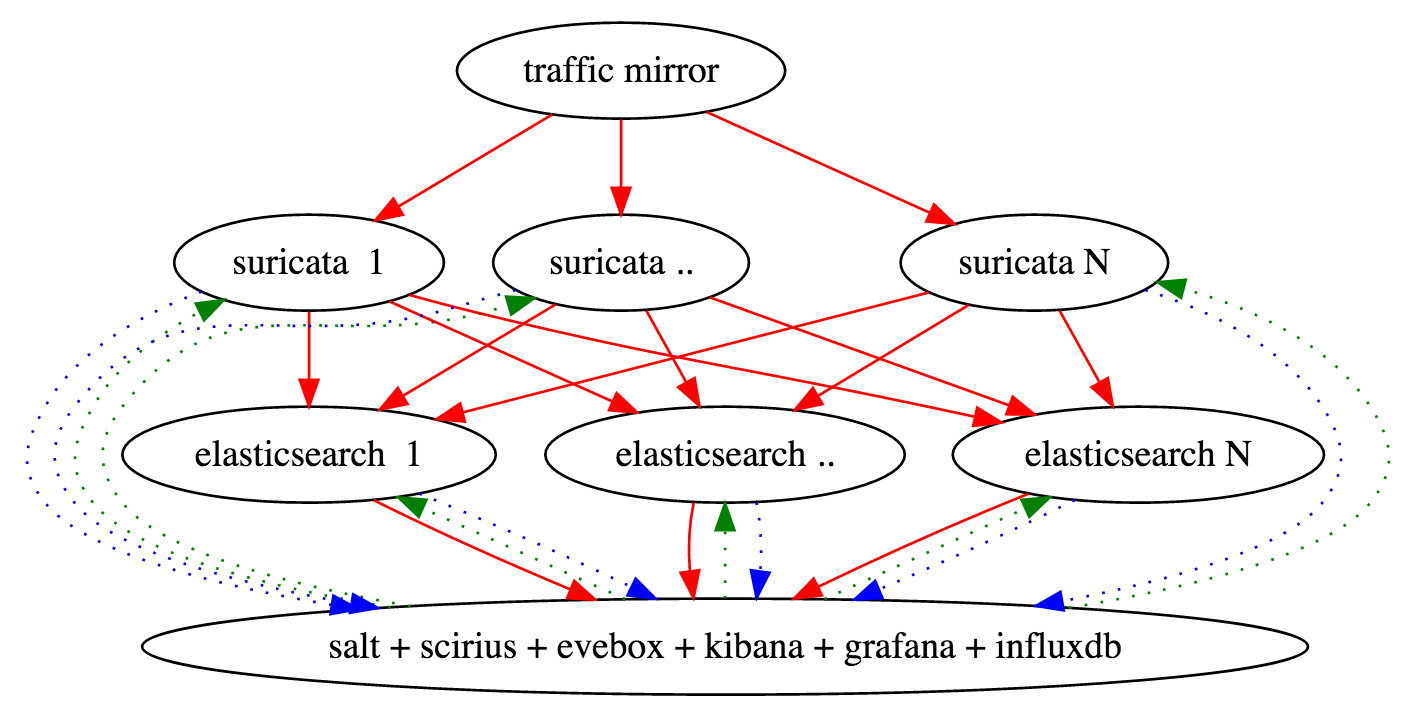 traffic mirror
suricata  1
suricata ..
suricata N
elasticsearch  1
elasticsearch ..
elasticsearch N
salt + scirius + evebox + kibana + grafana + influxdb